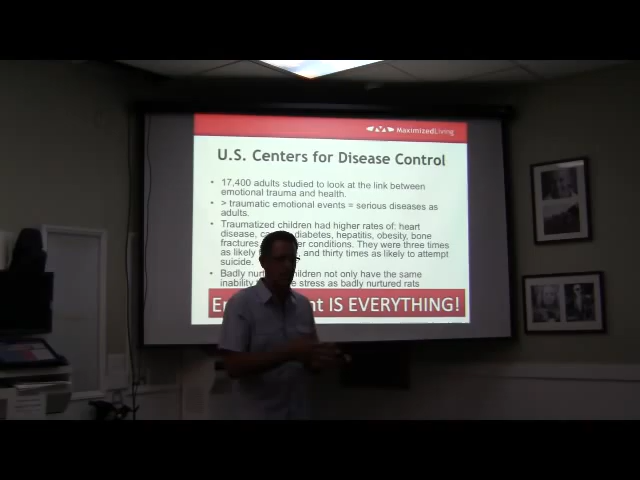 MaximizedLiving
U.S. Centers for Disease Control
• 17,400 adults studied to look at the link between
emotional trauma and health.
• > traumatic emotional events = serious diseases as
adults.
• Traumatized children had higher rates of: heart
disease, diabetes, hepatitis, obesity, bone
fractures, conditions. They were three times
as likely and thirty times as likely to attempt
suicide.
• Badly children not only have the same
inability stress as badly nurtured rats
IS EVERYTHING!